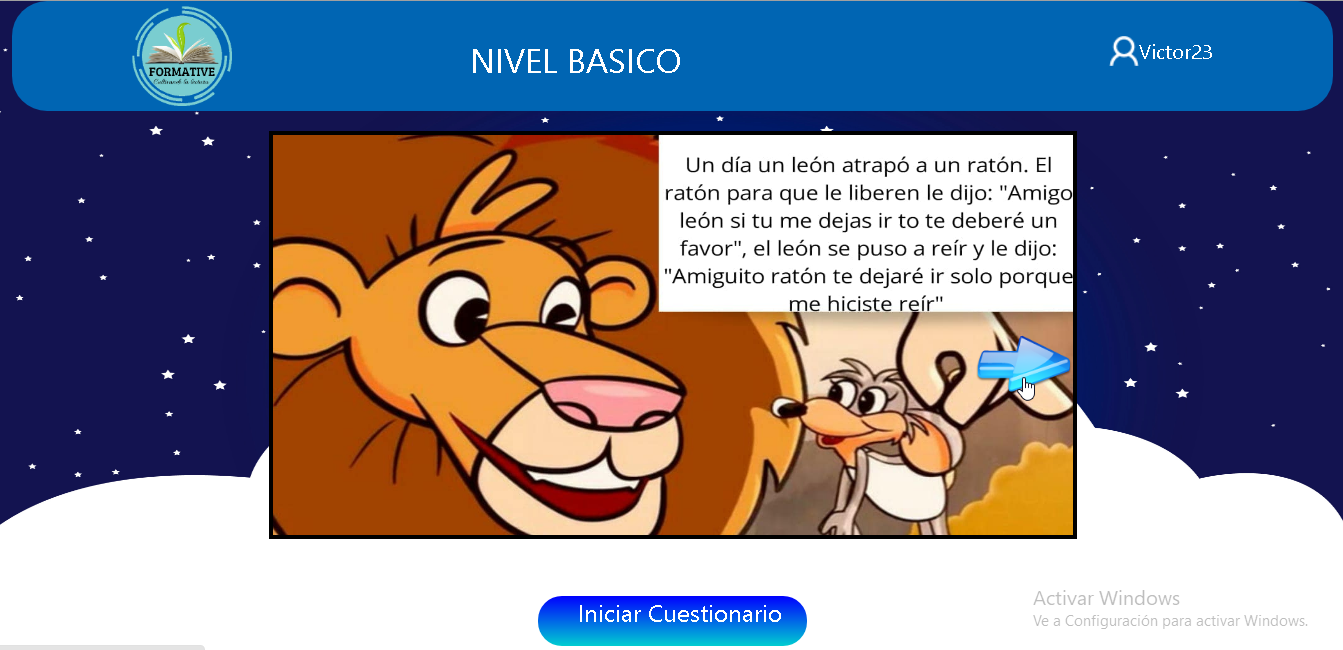 FORMATIVE
Cultivando la lectura
NIVEL BASICO
Victor23
Un día un león atrapó a un ratón. El
ratón para que le liberen le dijo: "Amigo
león si tu me dejas ir to te deberé un
favor", el león se puso a reír y le dijo:
"Amiguito ratón te dejaré ir solo porque
me hiciste reír"
Iniciar Cuestionario
Activar Windows
Ve a Configuración para activar Windows.